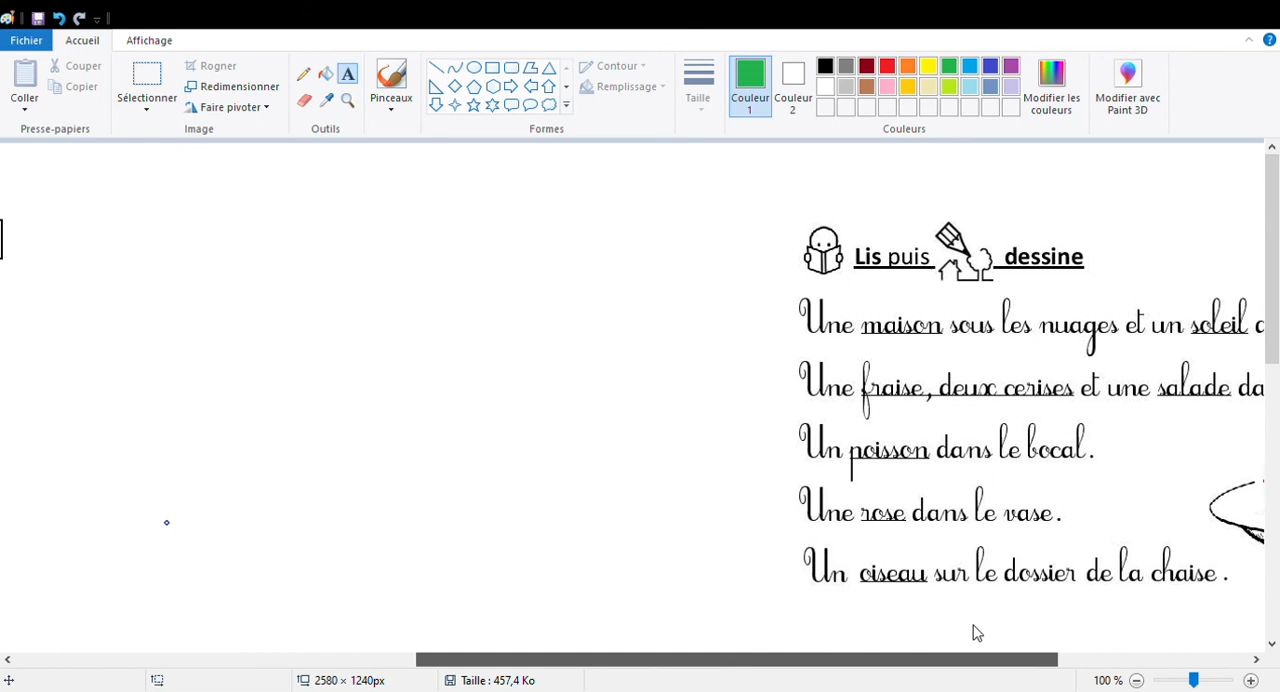 Fichier Accueil Affichage
Coller
Couper
Copier
Presse-papiers
Sélectionner
Rogner
Redimensionner
Faire pivoter
Image
A
Outils
Pinceaux
Contour
Remplissage
Formes
Taille
Couleur 1
Couleur 2
Modifier les couleurs
Couleurs
Modifier avec Paint 3D
Lis puis dessine
Une maison sous les nuages et un soleil
Une fraise, deux cerises et une salade da
Un poisson dans le bocal.
Une rose dans le vase.
Un oiseau sur le dossier de la chaise.
2580 × 1240px Taille : 457,4 Ko 100 %